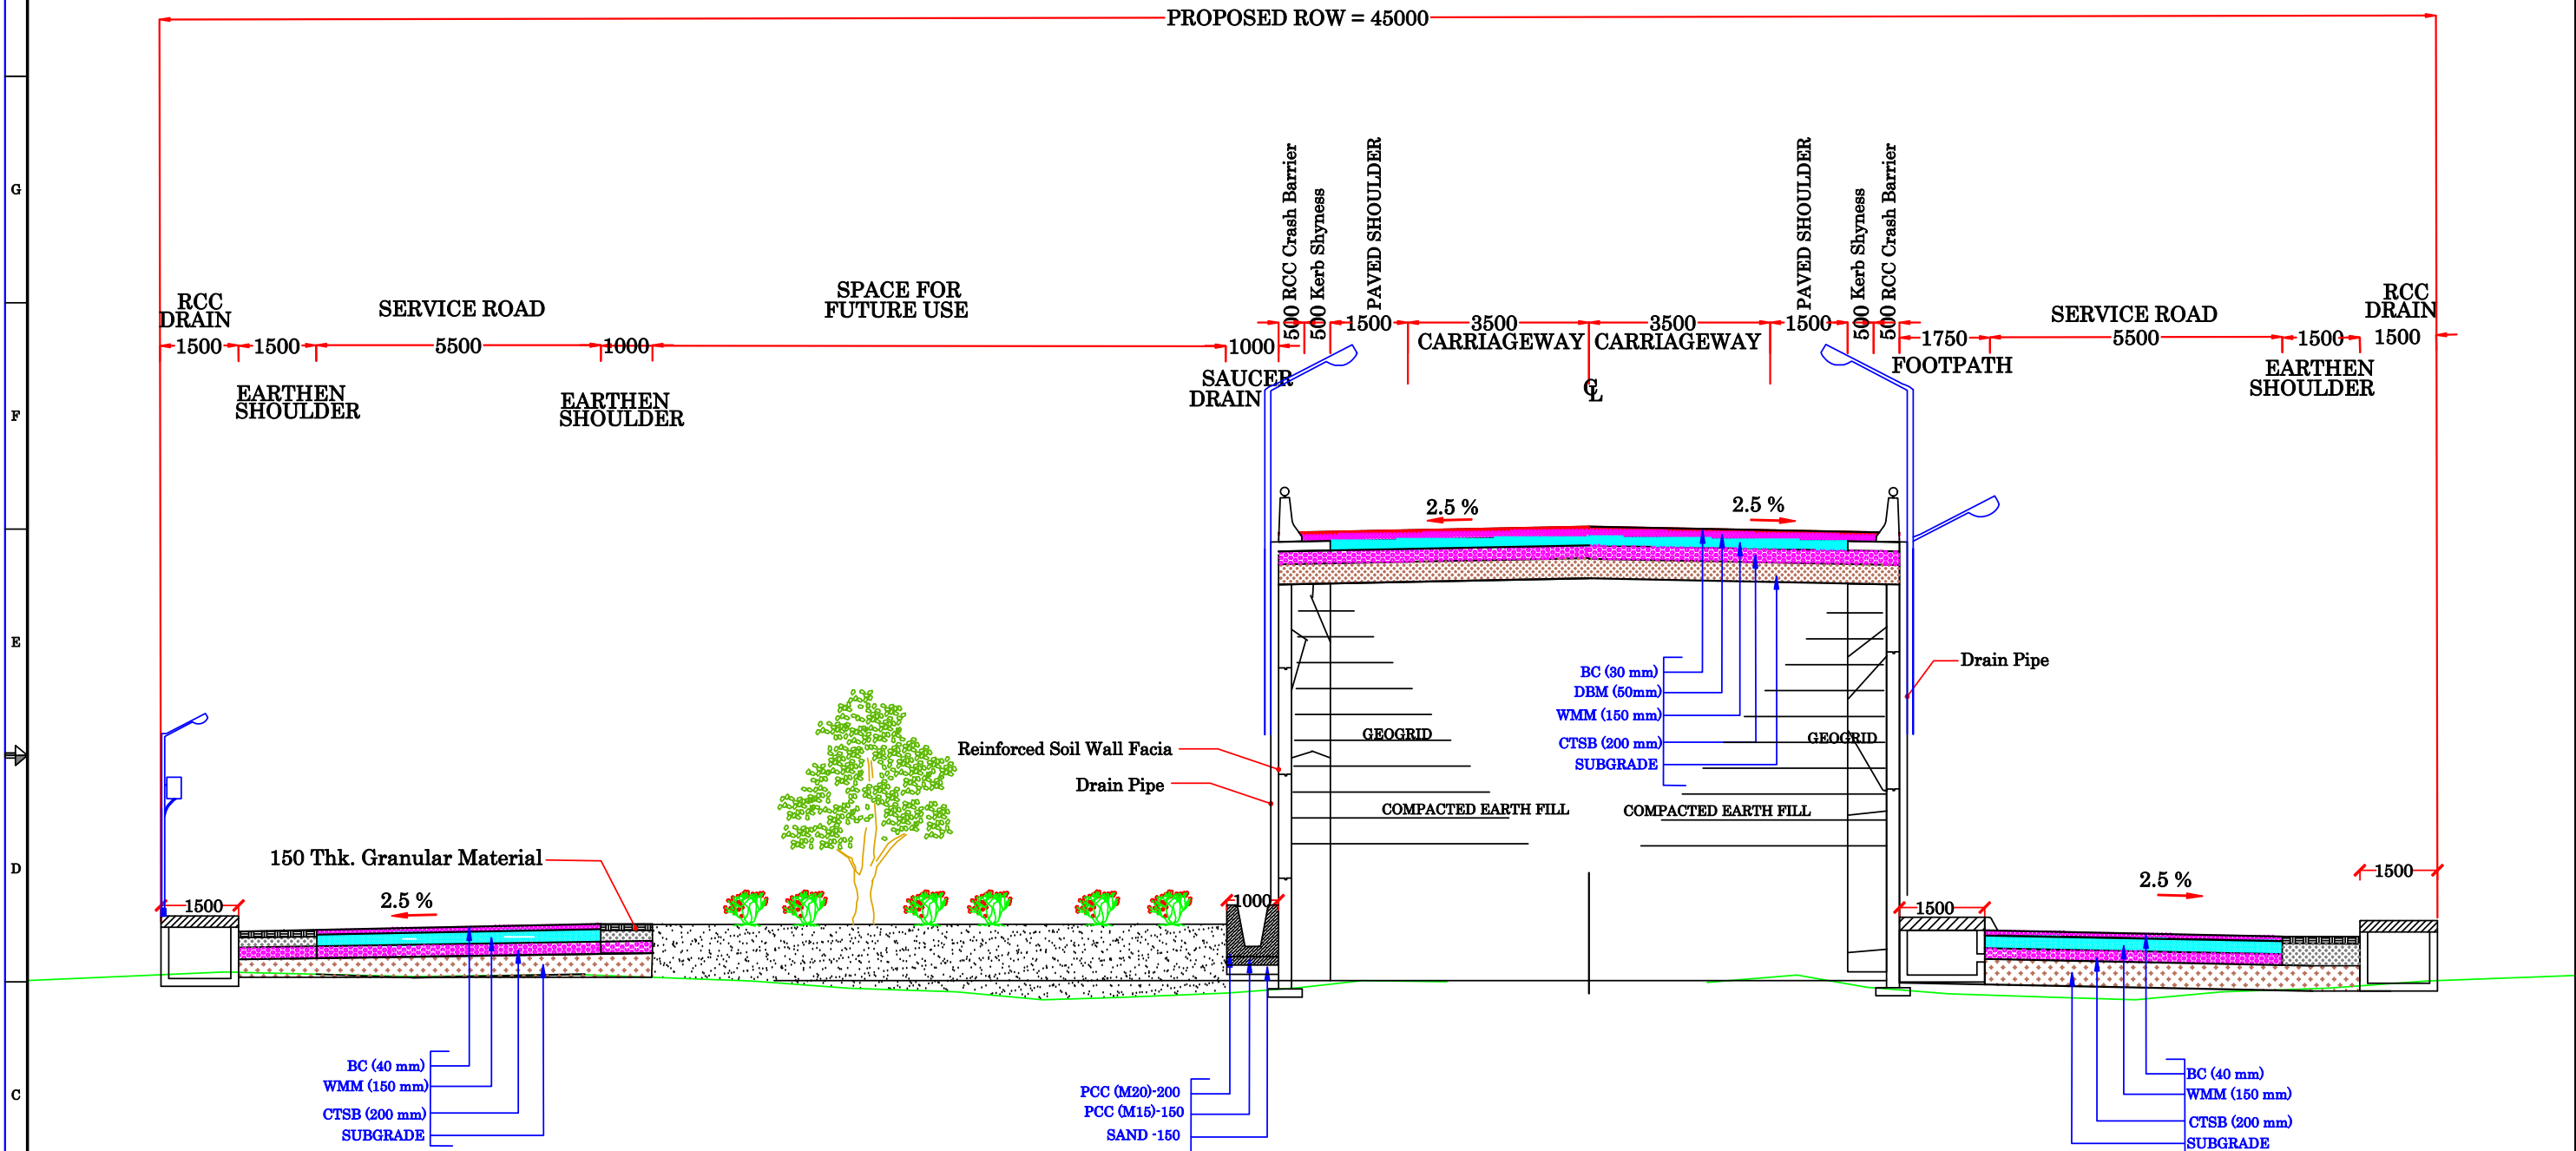 PROPOSED ROW = 45000
G
F
E
D
C
RCC
DRAIN
1500
1500
EARTHEN
SHOULDER
SERVICE ROAD
5500
1000
EARTHEN
SHOULDER
SPACE FOR
FUTURE USE
1000
SAUCER
DRAIN
500 RCC Crash Barrier
500 Kerb Shyness
PAVED SHOULDER
1500
3500
CARRIAGEWAY
3500
CARRIAGEWAY
CL
PAVED SHOULDER
1500
500 Kerb Shyness
500 RCC Crash Barrier
1750
FOOTPATH
SERVICE ROAD
5500
1500
EARTHEN
SHOULDER
RCC
DRAIN
1500
2.5 %
2.5 %
BC (30 mm)
DBM (50mm)
WMM (150 mm)
CTSB (200 mm)
SUBGRADE
GEOGRID
GEOGRID
COMPACTED EARTH FILL
COMPACTED EARTH FILL
Drain Pipe
Reinforced Soil Wall Facia
Drain Pipe
150 Thk. Granular Material
1500
2.5 %
1000
1500
2.5 %
1500
BC (40 mm)
WMM (150 mm)
CTSB (200 mm)
SUBGRADE
PCC (M20)-200
PCC (M15)-150
SAND -150
BC (40 mm)
WMM (150 mm)
CTSB (200 mm)
SUBGRADE